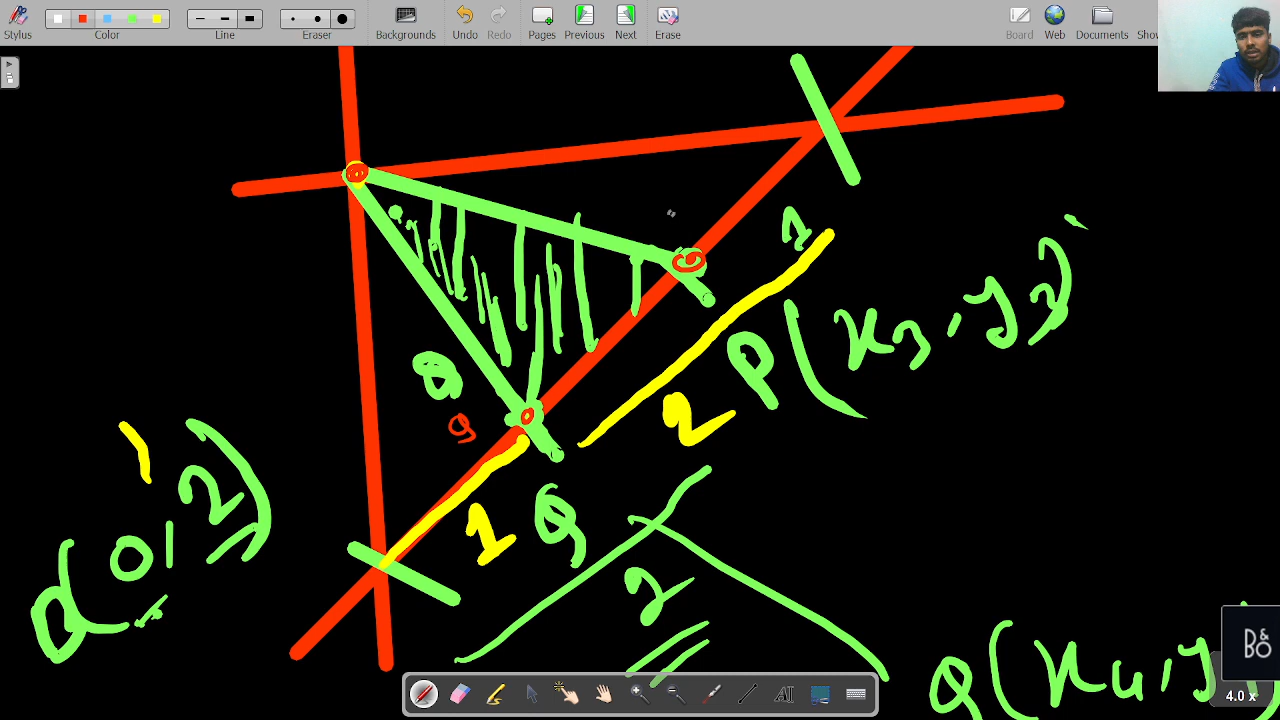 Stylus Color Line Eraser Backgrounds Undo Redo Pages Previous Next Erase Board Web Documents Sho
1
P(x3, y3)
2
Q
d(0,2)
1 Q
2
Q(x4, y
B&O
4.0 x